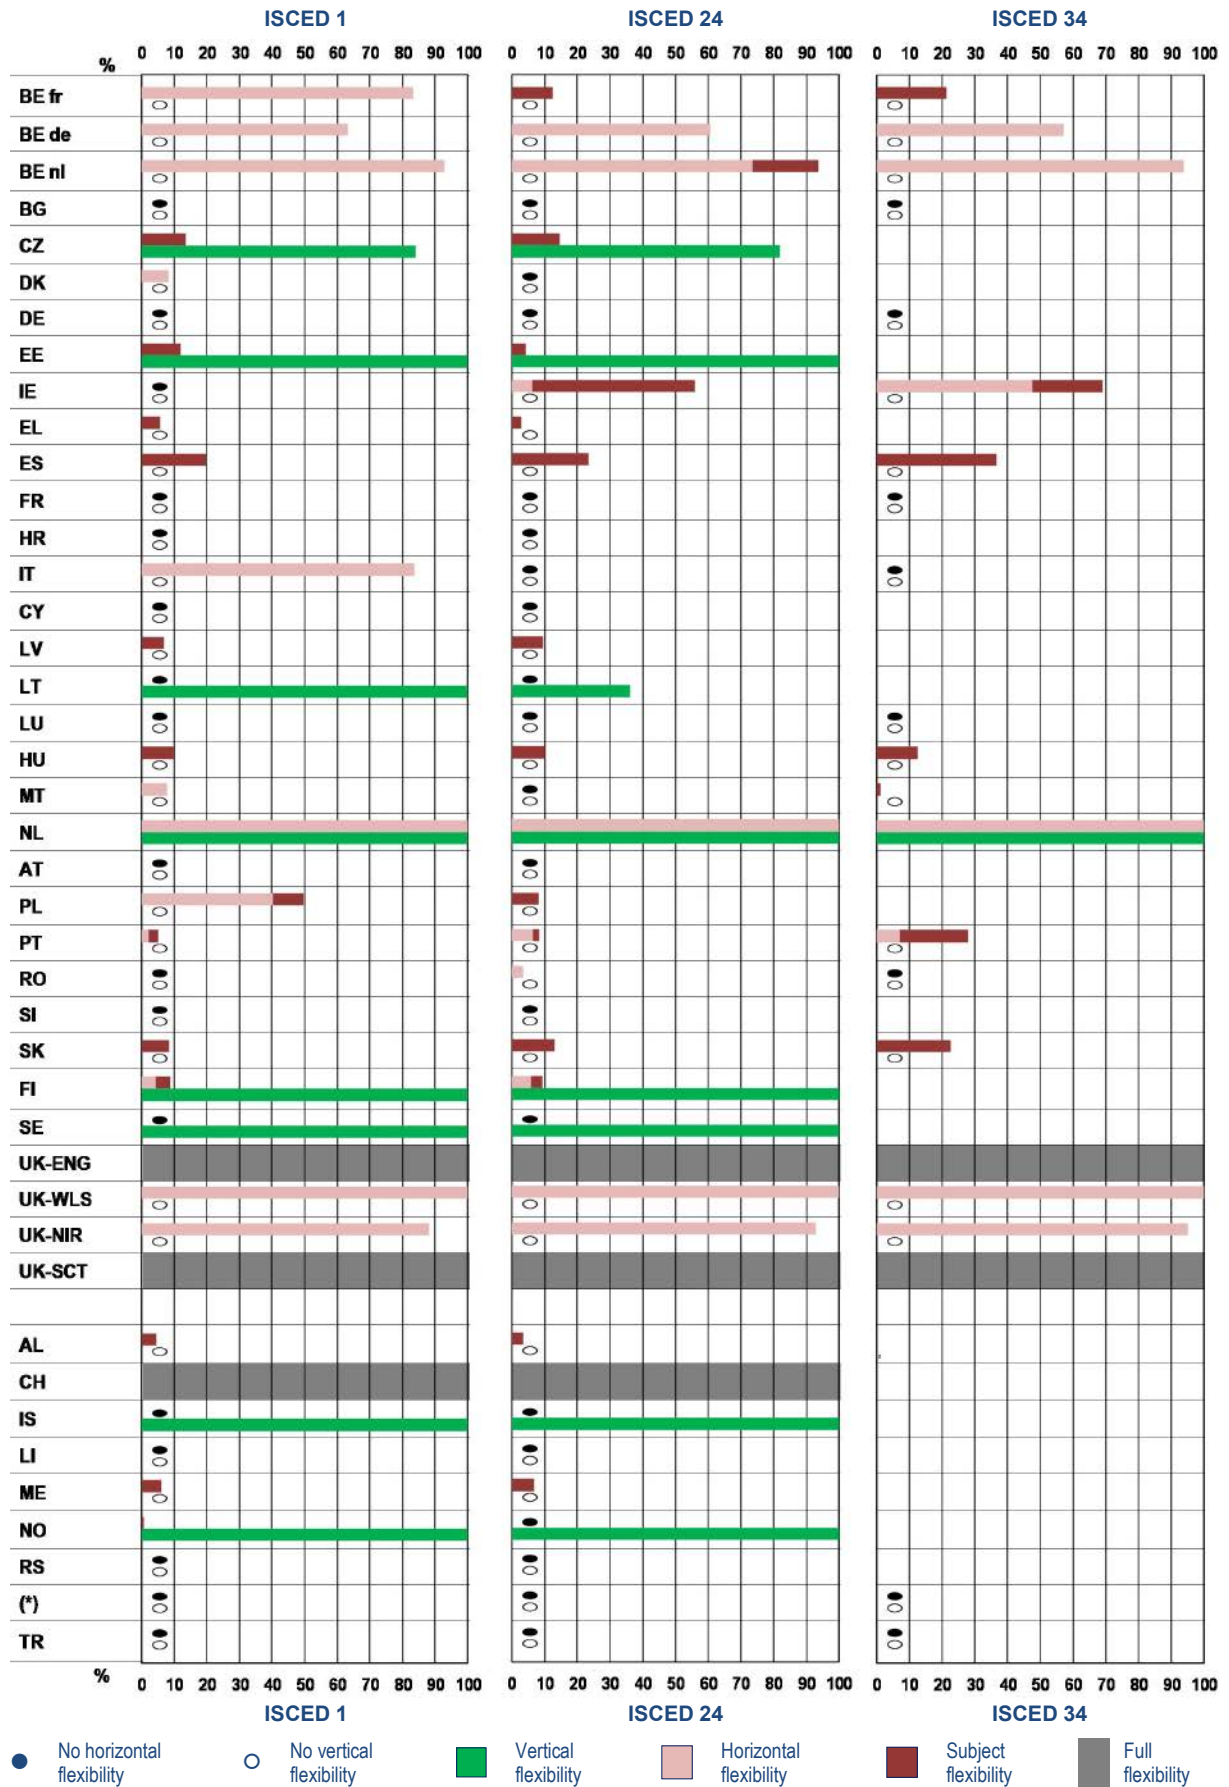 ISCED 1 ISCED 24 ISCED 34
% 0 10 20 30 40 50 60 70 80 90 100 0 10 20 30 40 50 60 70 80 90 100 0 10 20 30 40 50 60 70 80 90 100
BE fr
BE de
BE nl
BG
CZ
DK
DE
EE
IE
EL
ES
FR
HR
IT
CY
LV
LT
LU
HU
MT
NL
AT
PL
PT
RO
SI
SK
FI
SE
UK-ENG
UK-WLS
UK-NIR
UK-SCT
AL
CH
IS
LI
ME
NO
RS
(*)
TR
% 0 10 20 30 40 50 60 70 80 90 100 0 10 20 30 40 50 60 70 80 90 100 0 10 20 30 40 50 60 70 80 90 100
ISCED 1 ISCED 24 ISCED 34
No horizontal flexibility
No vertical flexibility
Vertical flexibility
Horizontal flexibility
Subject flexibility
Full flexibility